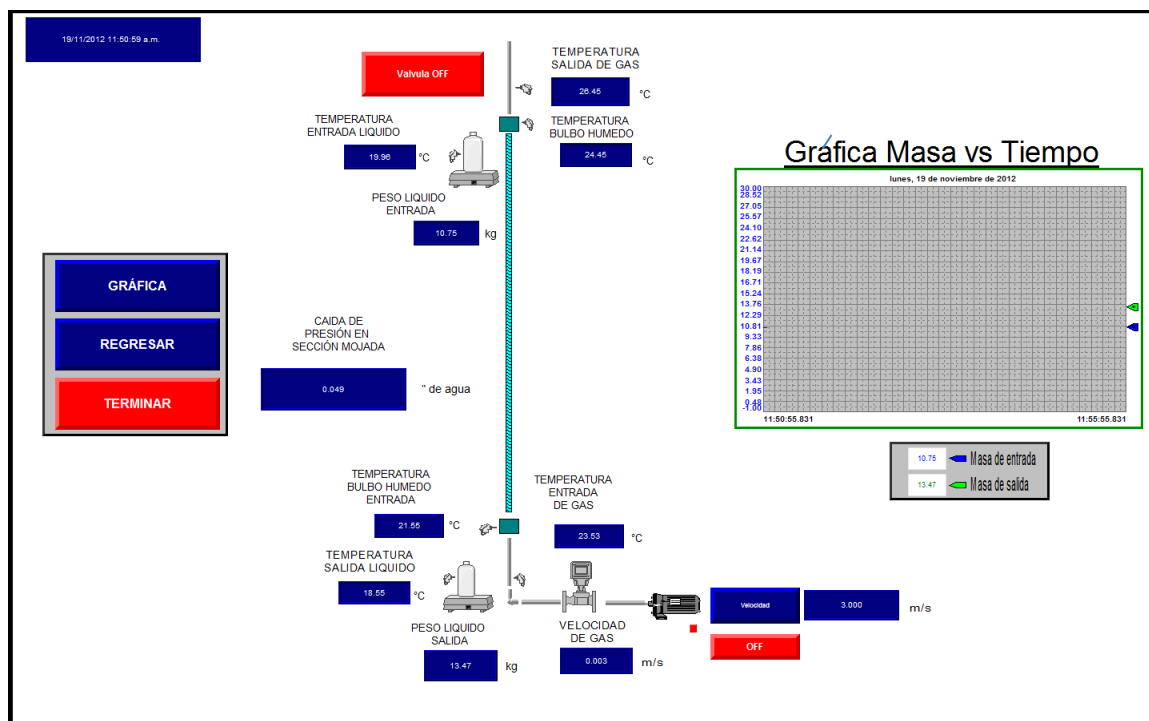 19/11/2012 11:50:59 a.m.
Valvula OFF
TEMPERATURA
SALIDA DE GAS
26.45
°C
TEMPERATURA
ENTRADA LIQUIDO
19.96
°C
TEMPERATURA
BULBO HUMEDO
24.45
°C
PESO LIQUIDO
ENTRADA
10.75
kg
GRÁFICA
REGRESAR
TERMINAR
CAIDA DE
PRESIÓN EN
SECCIÓN MOJADA
0.049
" de agua
TEMPERATURA
BULBO HUMEDO
ENTRADA
21.55
°C
TEMPERATURA
ENTRADA
DE GAS
23.53
°C
TEMPERATURA
SALIDA LIQUIDO
18.55
°C
PESO LIQUIDO
SALIDA
13.47
kg
VELOCIDAD
DE GAS
0.003
m/s
Velocidad
3.000
m/s
OFF
Gráfica Masa vs Tiempo
lunes, 19 de noviembre de 2012
30.00
28.52
27.05
25.57
24.10
22.62
21.14
19.67
18.19
16.71
15.24
13.76
12.29
10.81
9.33
7.86
6.38
4.90
3.43
1.95
0.48
-1.00
11:50:55.831
11:55:55.831
10.75
Masa de entrada
13.47
Masa de salida